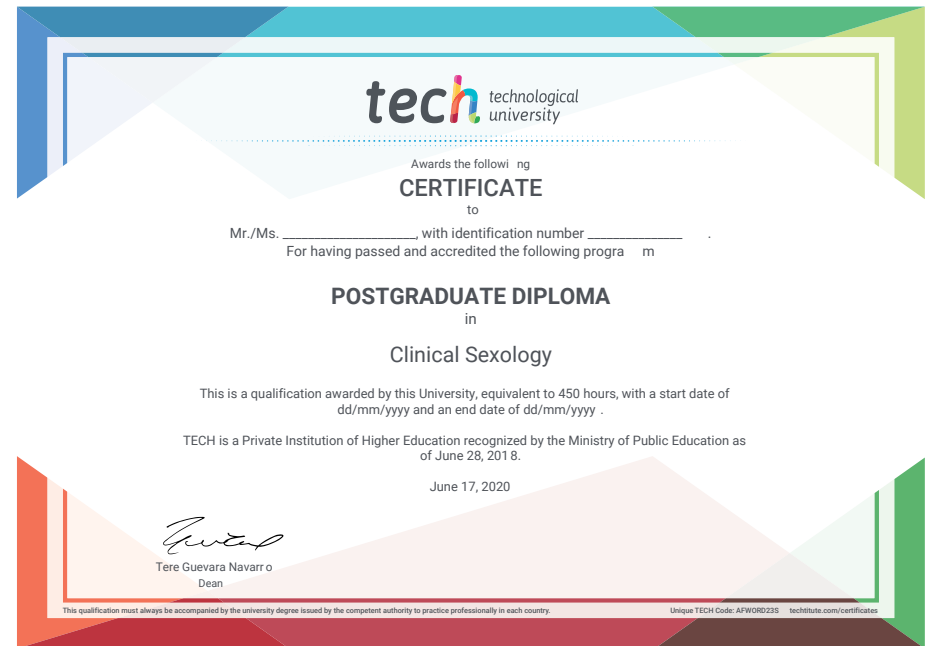 tech technological
university
Awards the followi ng
CERTIFICATE
to
Mr./Ms. ____________________, with identification number ______________ .
For having passed and accredited the following progra m
POSTGRADUATE DIPLOMA
in
Clinical Sexology
This is a qualification awarded by this University, equivalent to 450 hours, with a start date of
dd/mm/yyyy and an end date of dd/mm/yyyy .
TECH is a Private Institution of Higher Education recognized by the Ministry of Public Education as
of June 28, 2018.
June 17, 2020
Tere Guevara Navarr o
Dean
This qualification must always be accompanied by the university degree issued by the competent authority to practice professionally in each country.
Unique TECH Code: AFWORD23S techtitute.com/certificates